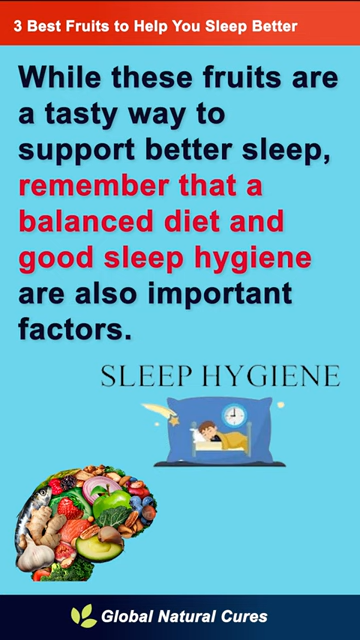 3 Best Fruits to Help You Sleep Better
While these fruits are
a tasty way to
support better sleep,
remember that a
balanced diet and
good sleep hygiene
are also important
factors.
SLEEP HYGIENE
Global Natural Cures